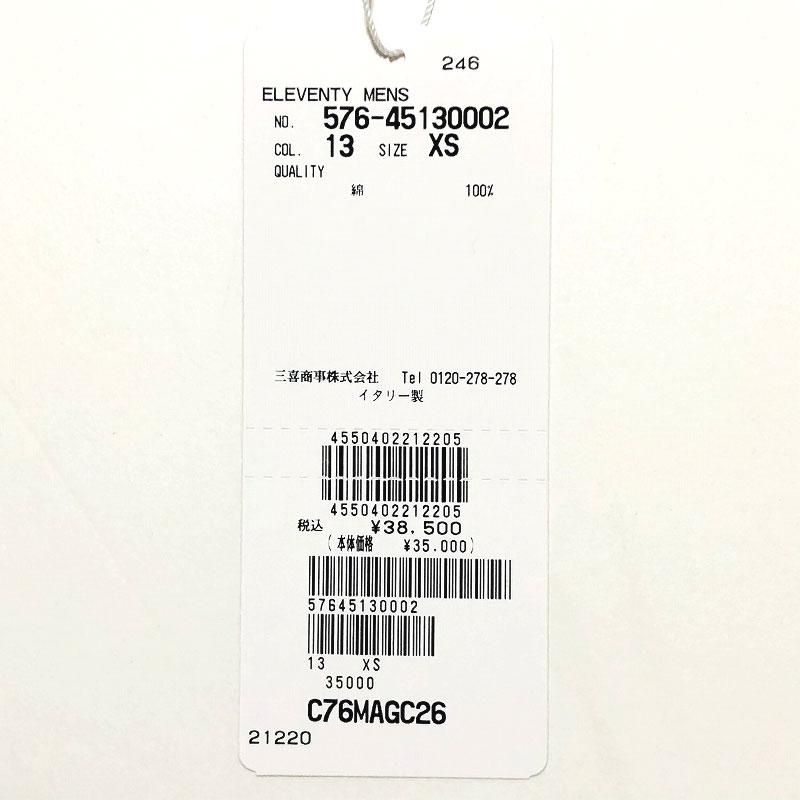 246
ELEVENTY MENS
NO. 576-45130002
COL. 13 SIZE XS
QUALITY
綿 100%
三喜商事株式会社 Tel 0120-278-278
イタリー製
4550402212205
4550402212205
税込 ¥38,500
(本体価格 ¥35,000)
57645130002
13 XS
35000
C76MAGC26
21220